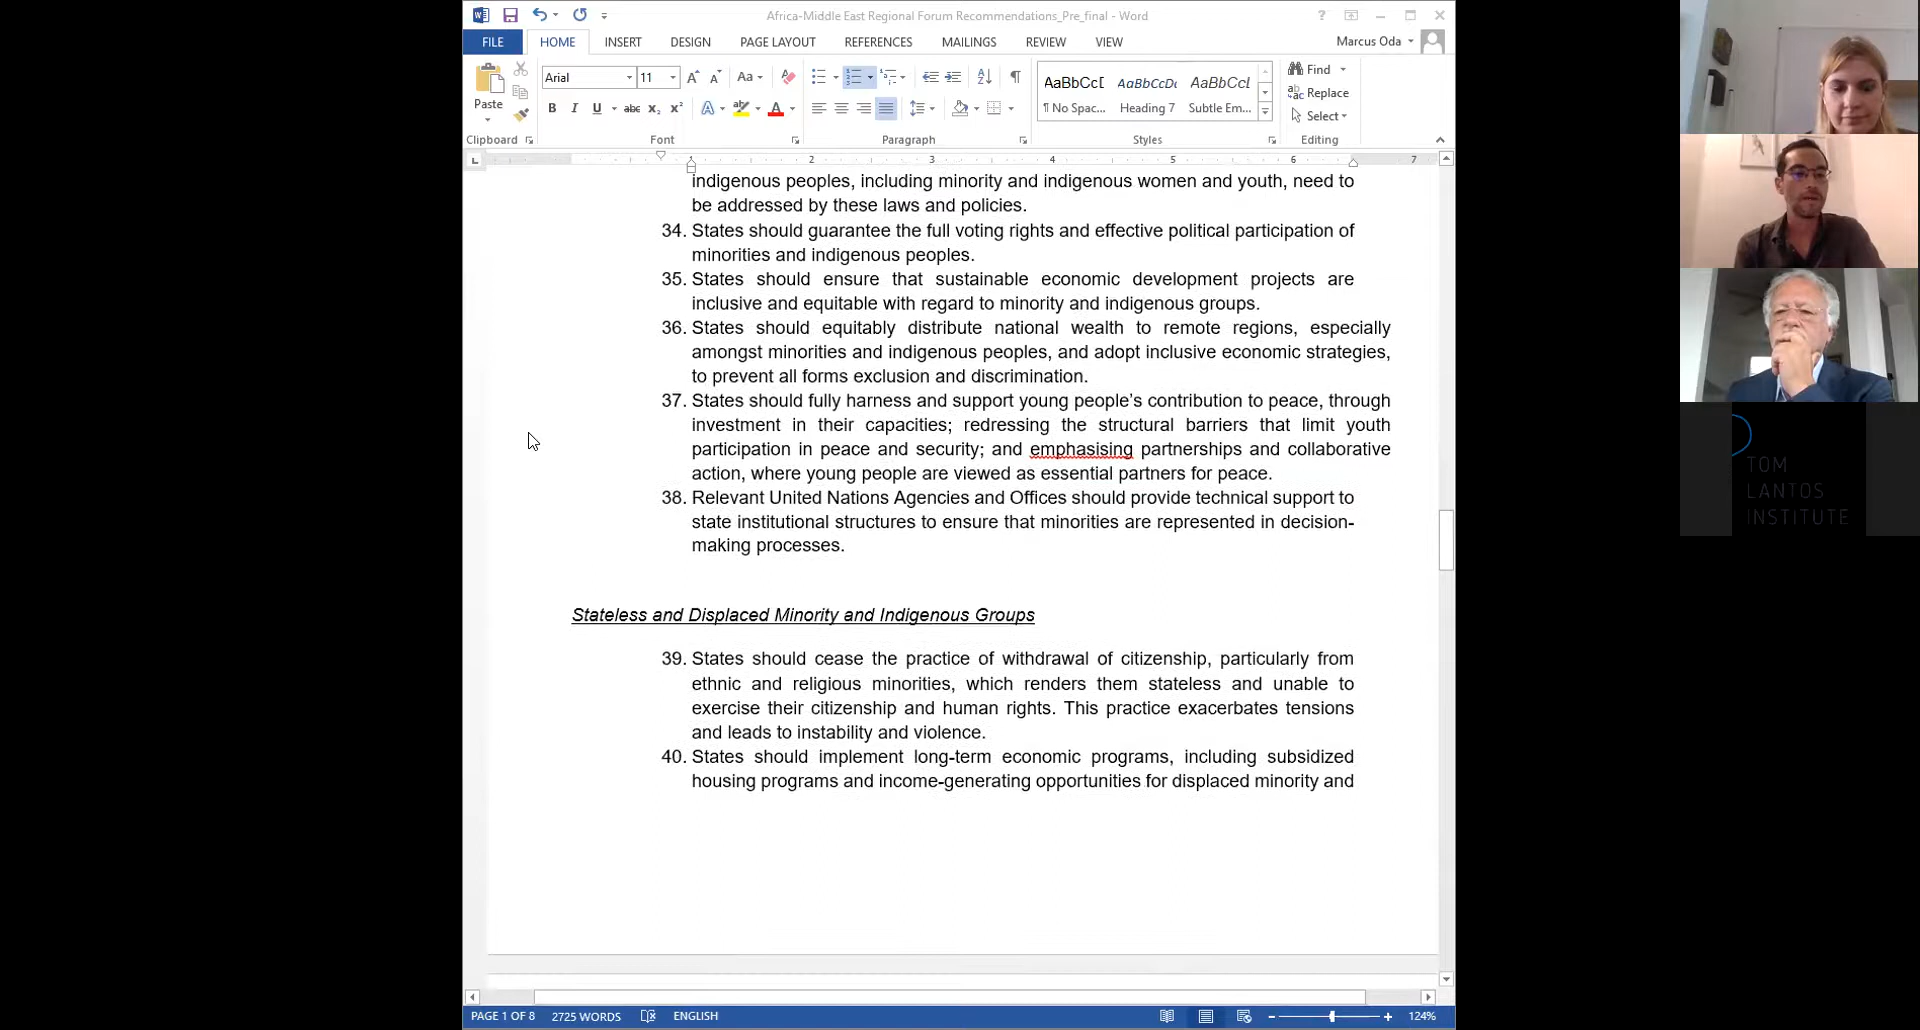 Africa-Middle East Regional Forum Recommendations_Pre_final - Word
?
FILE
HOME
INSERT
DESIGN
PAGE LAYOUT
REFERENCES
MAILINGS
REVIEW
VIEW
Marcus Oda
Paste
Clipboard
Arial
11
Aa
B I U abc x₂ x² A A
Font
Paragraph
AaBbCcD
¶ No Spac...
AaBbCcDd
Heading 7
AaBbCcI
Subtle Em...
Styles
Find
Replace
Select
Editing
1 2 3 4 5 6 7
indigenous peoples, including minority and indigenous women and youth, need to
be addressed by these laws and policies.
34. States should guarantee the full voting rights and effective political participation of
minorities and indigenous peoples.
35. States should ensure that sustainable economic development projects are
inclusive and equitable with regard to minority and indigenous groups.
36. States should equitably distribute national wealth to remote regions, especially
amongst minorities and indigenous peoples, and adopt inclusive economic strategies,
to prevent all forms exclusion and discrimination.
37. States should fully harness and support young people’s contribution to peace, through
investment in their capacities; redressing the structural barriers that limit youth
participation in peace and security; and emphasising partnerships and collaborative
action, where young people are viewed as essential partners for peace.
38. Relevant United Nations Agencies and Offices should provide technical support to
state institutional structures to ensure that minorities are represented in decision-
making processes.
Stateless and Displaced Minority and Indigenous Groups
39. States should cease the practice of withdrawal of citizenship, particularly from
ethnic and religious minorities, which renders them stateless and unable to
exercise their citizenship and human rights. This practice exacerbates tensions
and leads to instability and violence.
40. States should implement long-term economic programs, including subsidized
housing programs and income-generating opportunities for displaced minority and
PAGE 1 OF 8
2725 WORDS
ENGLISH
124%
TOM
LANTOS
INSTITUTE